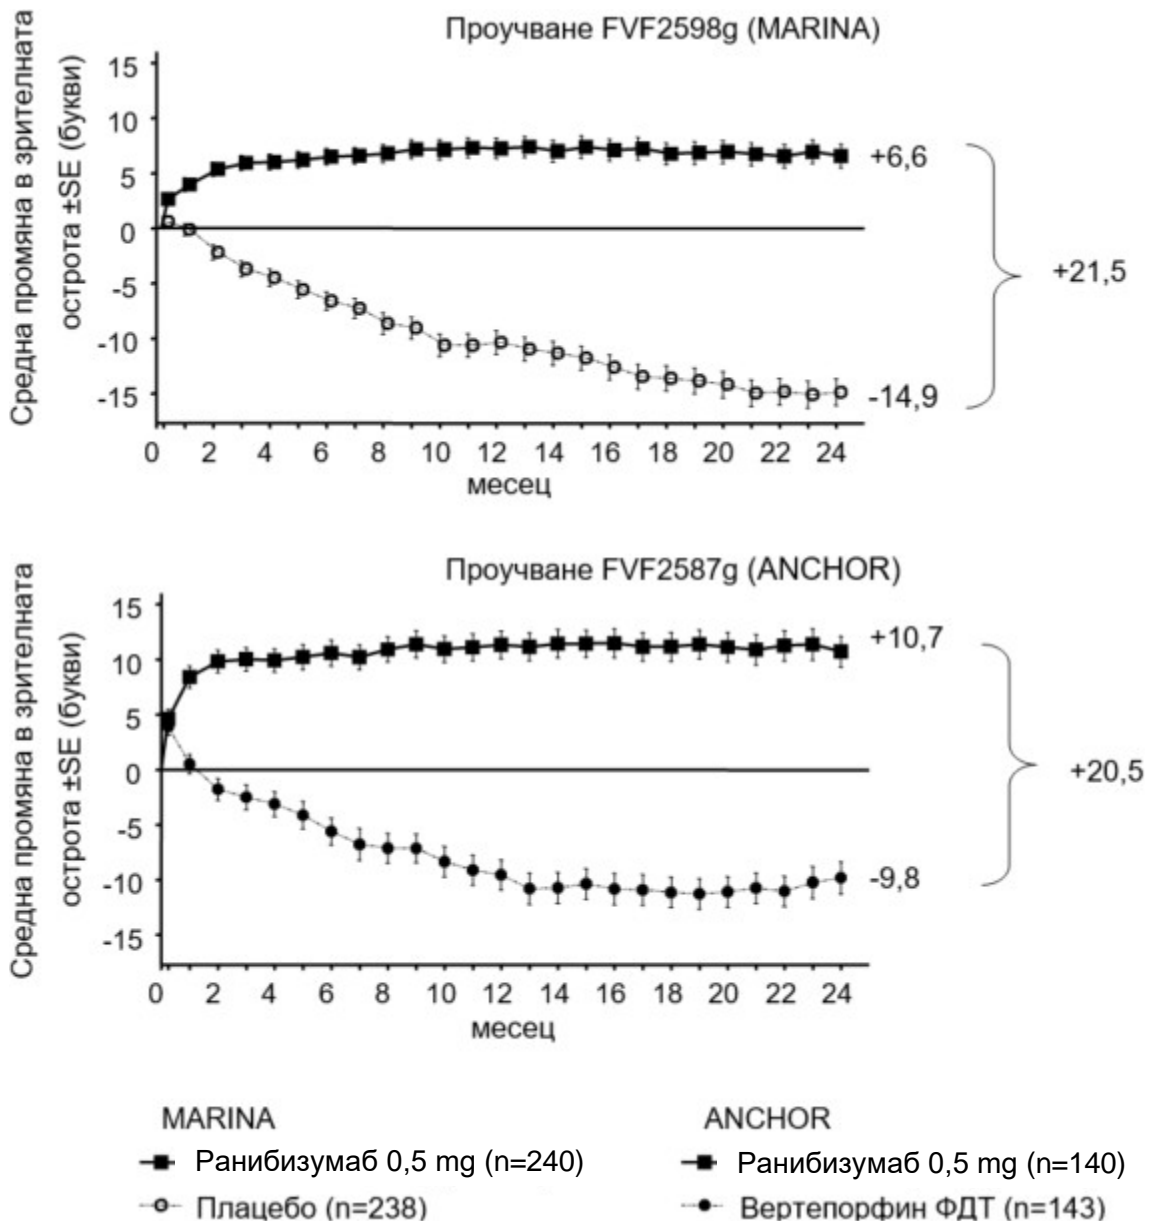 Проучване FVF2598g (MARINA)
Средна промяна в зрителната
острота ±SE (букви)
15
10
5
0
-5
-10
-15
+6,6
+21,5
-14,9
0 2 4 6 8 10 12 14 16 18 20 22 24
месец
Проучване FVF2587g (ANCHOR)
Средна промяна в зрителната
острота ±SE (букви)
15
10
5
0
-5
-10
-15
+10,7
+20,5
-9,8
0 2 4 6 8 10 12 14 16 18 20 22 24
месец
MARINA
Ранибизумаб 0,5 mg (n=240)
Плацебо (n=238)
ANCHOR
Ранибизумаб 0,5 mg (n=140)
Вертепорфин ФДТ (n=143)